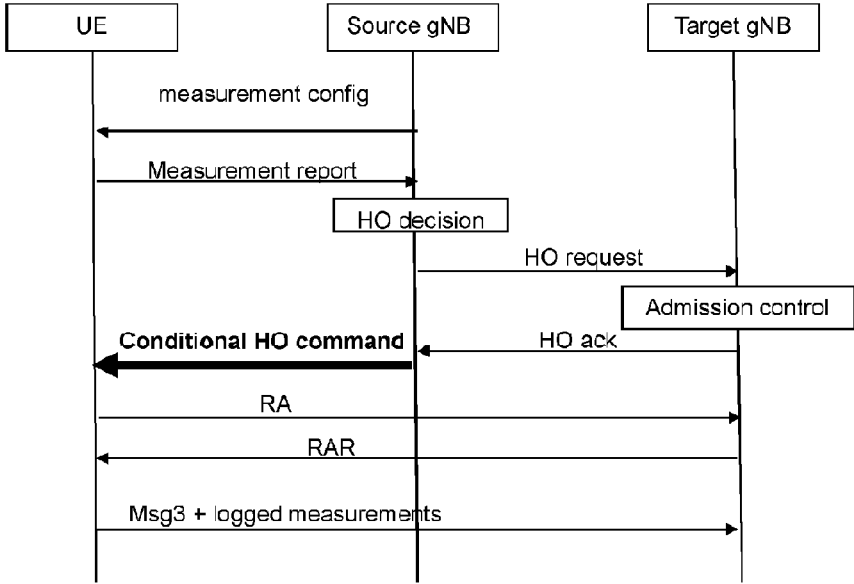 UE
Source gNB
Target gNB
measurement config
Measurement report
HO decision
HO request
Admission control
Conditional HO command
HO ack
RA
RAR
Msg3 + logged measurements